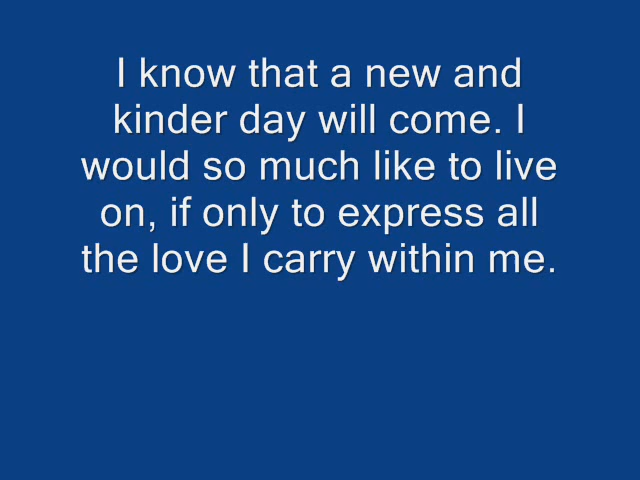 I know that a new and
kinder day will come. I
would so much like to live
on, if only to express all
the love I carry within me.